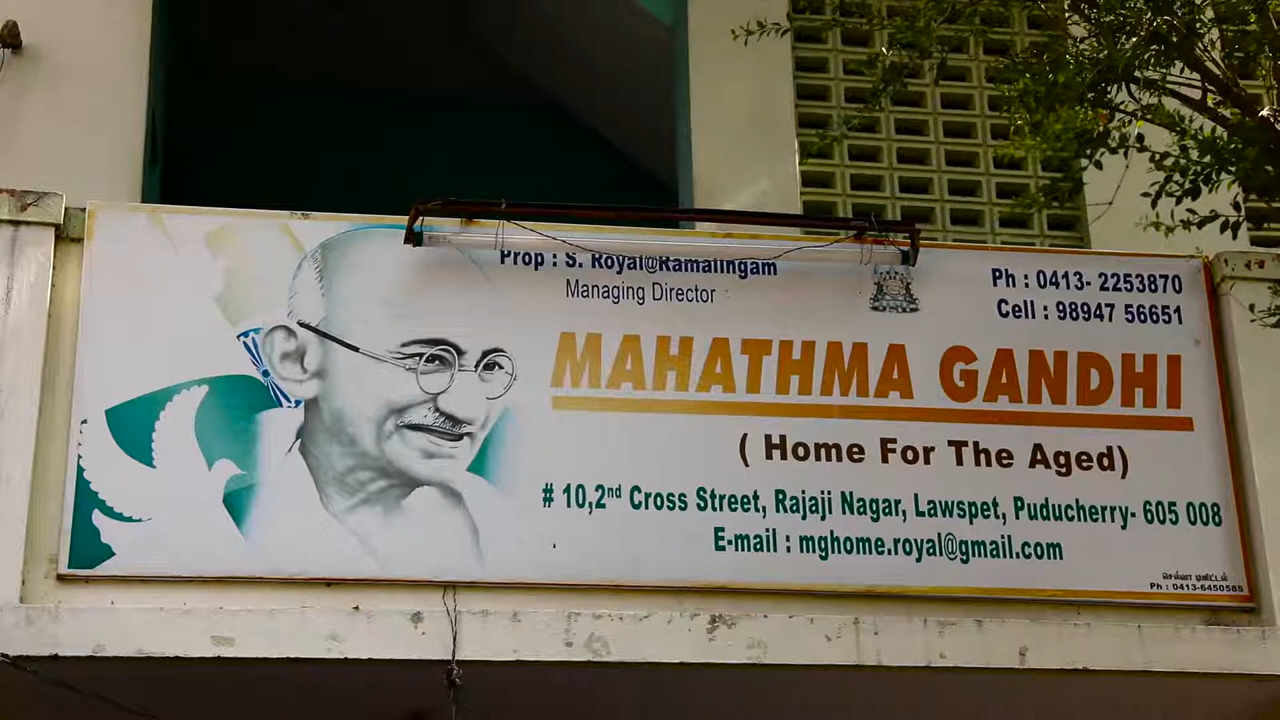 Prop : S. Royal@Ramalingam
Managing Director
Ph : 0413- 2253870
Cell : 98947 56651
MAHATHMA GANDHI
( Home For The Aged)
# 10,2nd Cross Street, Rajaji Nagar, Lawspet, Puducherry- 605 008
E-mail : mghome.royal@gmail.com
செல்வா டிஜிட்டல்
Ph : 0413-6450585